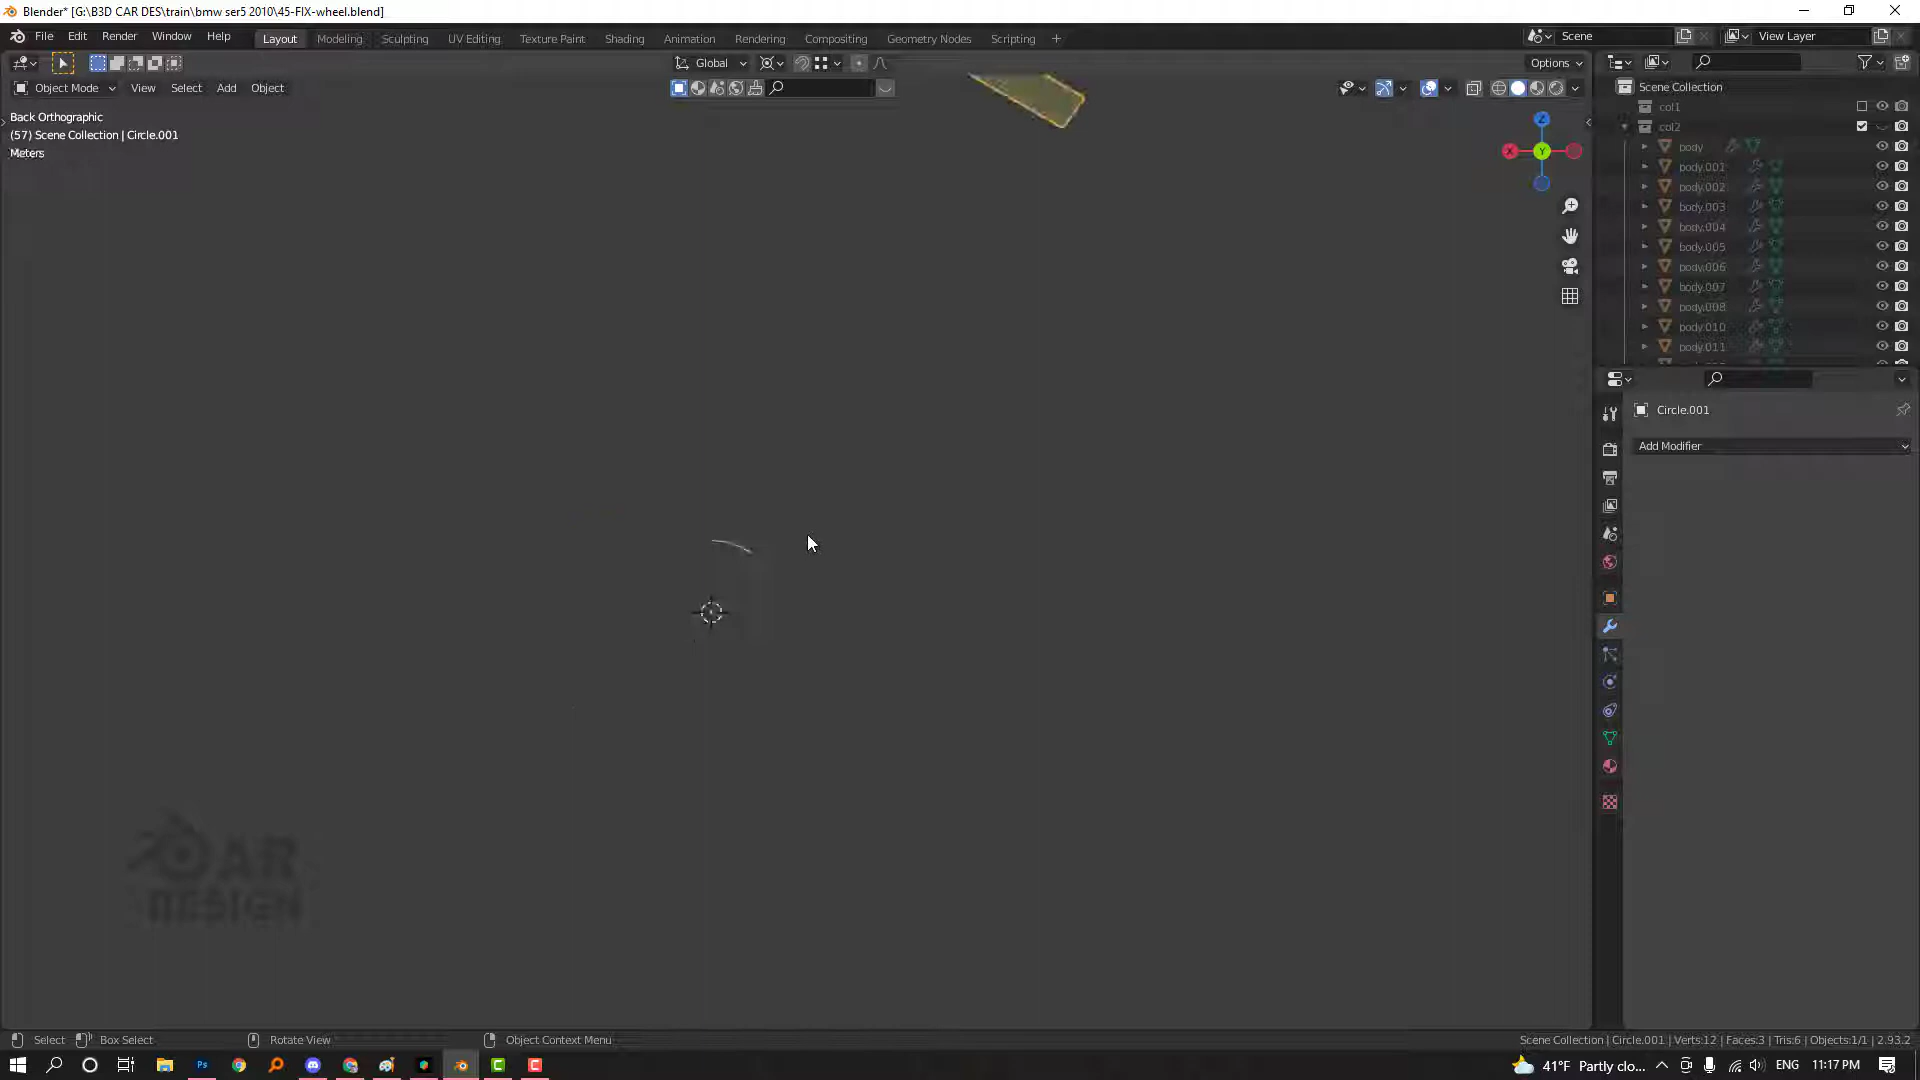 Blender* [G:\B3D CAR DES\train\bmw ser5 2010\45-FIX-wheel.blend]
File Edit Render Window Help Layout Modeling Sculpting UV Editing Texture Paint Shading Animation Rendering Compositing Geometry Nodes Scripting + Scene View Layer
Global Options
Object Mode View Select Add Object
Back Orthographic
(57) Scene Collection | Circle.001
Meters
Z
X Y
Scene Collection
col1
col2
body
body.001
body.002
body.003
body.004
body.005
body.006
body.007
body.008
body.010
body.011
Circle.001
Add Modifier
AR
DESIGN
Select Box Select Rotate View Object Context Menu Scene Collection | Circle.001 | Verts:12 | Faces:3 | Tris:6 | Objects:1/1 | 2.93.2
Ps 41°F Partly clo... ENG 11:17 PM